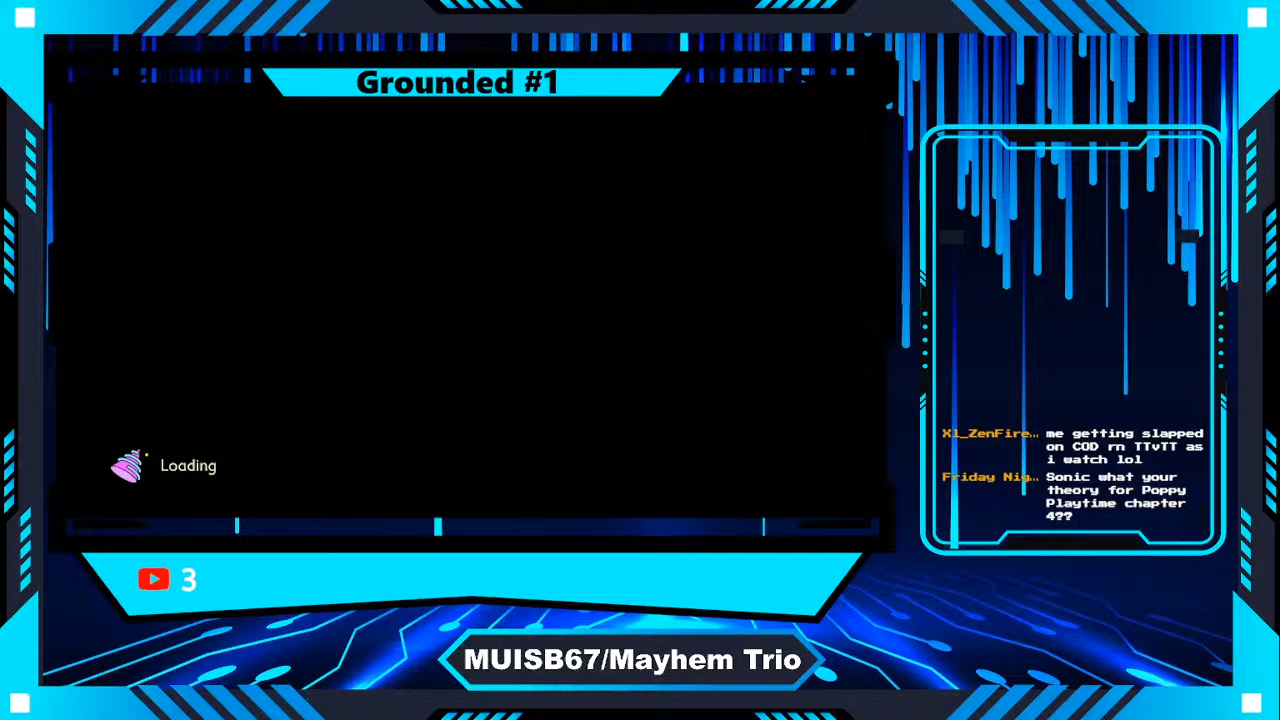 Grounded #1
Loading
Xl_ZenFire… me getting slapped
on COD rn TTvTT as
i watch lol
Friday Nig… Sonic what your
theory for Poppy
Playtime chapter
4??
3
MUISB67/Mayhem Trio